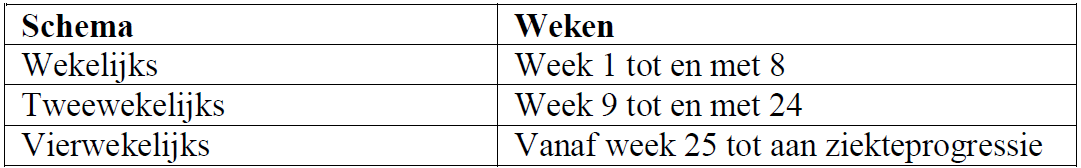 Schema Weken
Wekelijks Week 1 tot en met 8
Tweewekelijks Week 9 tot en met 24
Vierwekelijks Vanaf week 25 tot aan ziekteprogressie